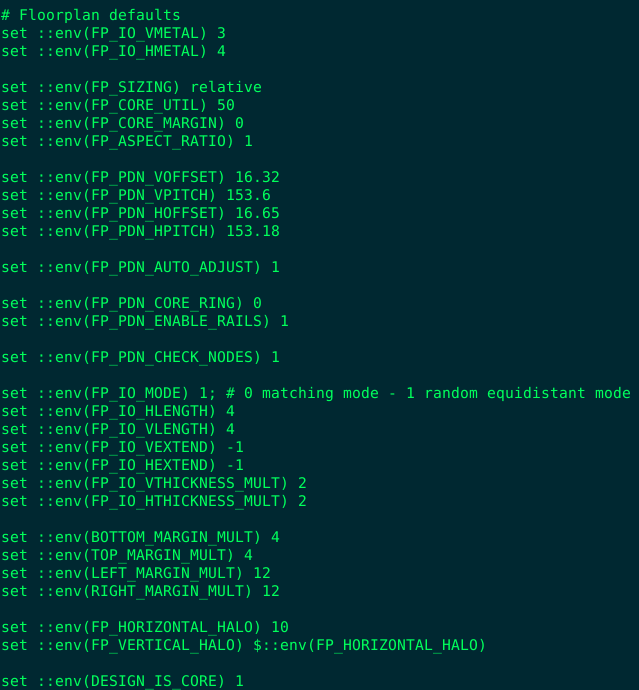 # Floorplan defaults
set ::env(FP_IO_VMETAL) 3
set ::env(FP_IO_HMETAL) 4
set ::env(FP_SIZING) relative
set ::env(FP_CORE_UTIL) 50
set ::env(FP_CORE_MARGIN) 0
set ::env(FP_ASPECT_RATIO) 1
set ::env(FP_PDN_VOFFSET) 16.32
set ::env(FP_PDN_VPITCH) 153.6
set ::env(FP_PDN_HOFFSET) 16.65
set ::env(FP_PDN_HPITCH) 153.18
set ::env(FP_PDN_AUTO_ADJUST) 1
set ::env(FP_PDN_CORE_RING) 0
set ::env(FP_PDN_ENABLE_RAILS) 1
set ::env(FP_PDN_CHECK_NODES) 1
set ::env(FP_IO_MODE) 1; # 0 matching mode - 1 random equidistant mode
set ::env(FP_IO_HLENGTH) 4
set ::env(FP_IO_VLENGTH) 4
set ::env(FP_IO_VEXTEND) -1
set ::env(FP_IO_HEXTEND) -1
set ::env(FP_IO_VTHICKNESS_MULT) 2
set ::env(FP_IO_HTHICKNESS_MULT) 2
set ::env(BOTTOM_MARGIN_MULT) 4
set ::env(TOP_MARGIN_MULT) 4
set ::env(LEFT_MARGIN_MULT) 12
set ::env(RIGHT_MARGIN_MULT) 12
set ::env(FP_HORIZONTAL_HALO) 10
set ::env(FP_VERTICAL_HALO) $::env(FP_HORIZONTAL_HALO)
set ::env(DESIGN_IS_CORE) 1